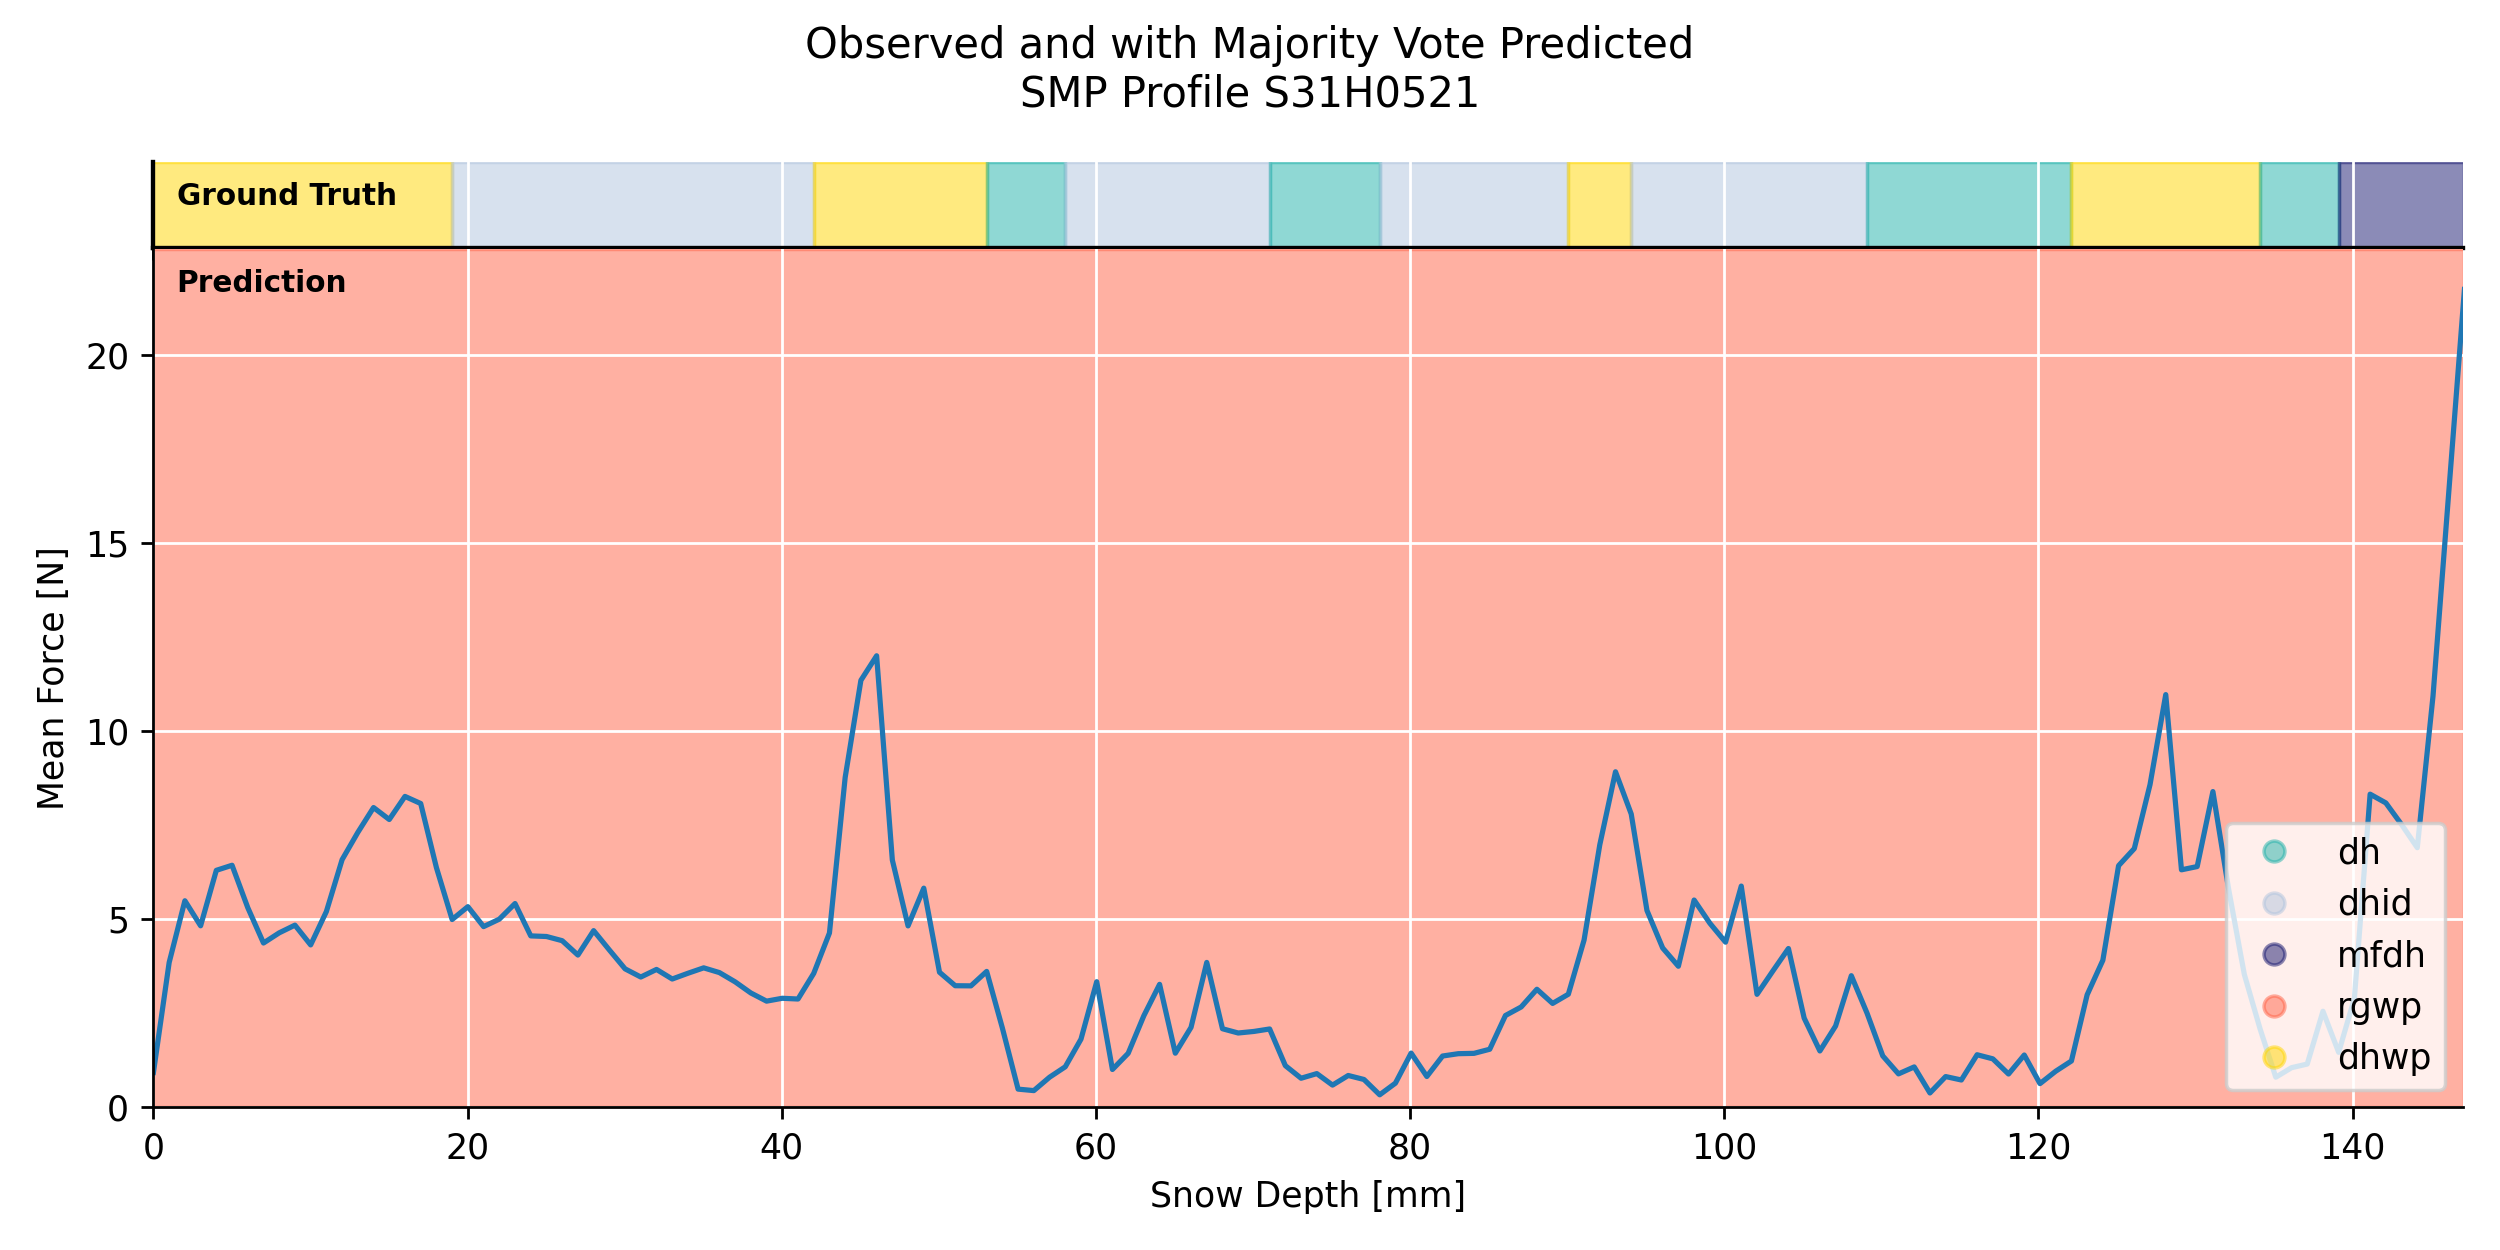 Observed and with Majority Vote Predicted
SMP Profile S31H0521
Ground Truth
Prediction
Mean Force [N]
20
15
10
5
0
dh
dhid
mfdh
rgwp
dhwp
0 20 40 60 80 100 120 140
Snow Depth [mm]